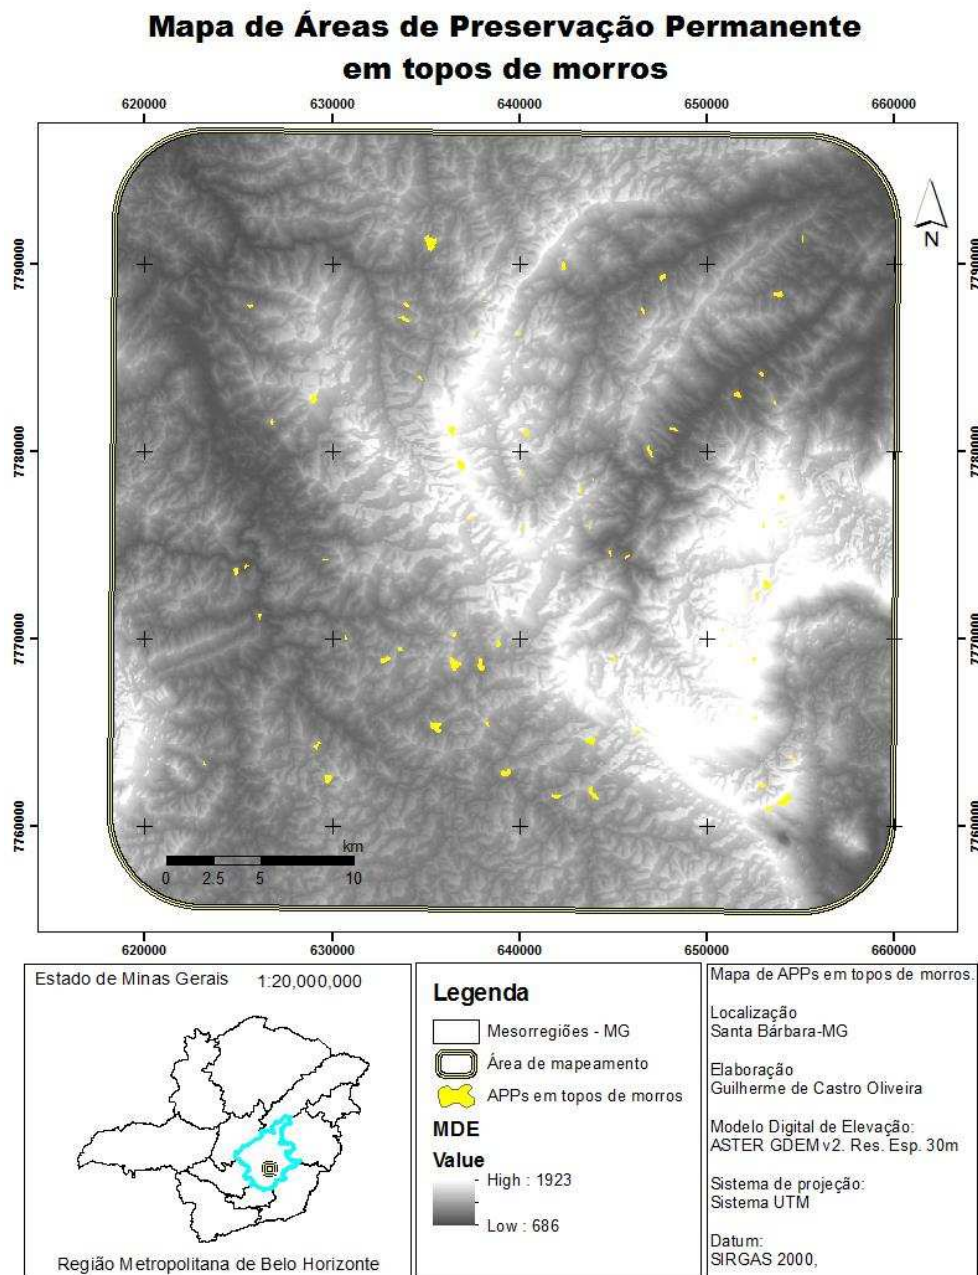 Mapa de Áreas de Preservação Permanente
em topos de morros
620000 630000 640000 650000 660000
N
7790000 7790000
7780000 7780000
7770000 7770000
7760000 7760000
km
0 2.5 5 10
620000 630000 640000 650000 660000
Estado de Minas Gerais 1:20,000,000
Região Metropolitana de Belo Horizonte
Legenda
Mesorregiões - MG
Área de mapeamento
APPs em topos de morros
MDE
Value
High : 1923
Low : 686
Mapa de APPs em topos de morros.
Localização
Santa Bárbara-MG
Elaboração
Guilherme de Castro Oliveira
Modelo Digital de Elevação:
ASTER GDEM v2. Res. Esp. 30m
Sistema de projeção:
Sistema UTM
Datum:
SIRGAS 2000,